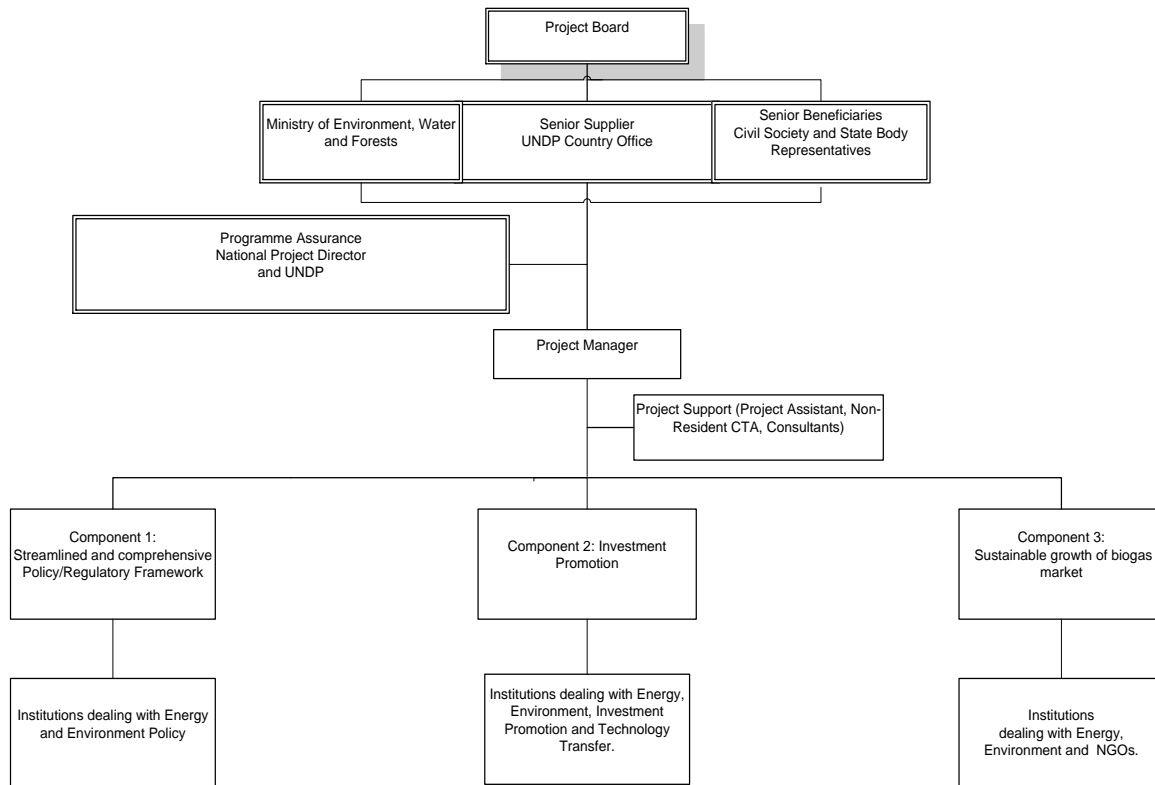 Project Board
Ministry of Environment, Water
and Forests
Senior Supplier
UNDP Country Office
Senior Beneficiaries
Civil Society and State Body
Representatives
Programme Assurance
National Project Director
and UNDP
Project Manager
Project Support (Project Assistant, Non-
Resident CTA, Consultants)
Component 1:
Streamlined and comprehensive
Policy/Regulatory Framework
Component 2: Investment
Promotion
Component 3:
Sustainable growth of biogas
market
Institutions dealing with Energy
and Environment Policy
Institutions dealing with Energy,
Environment, Investment
Promotion and Technology
Transfer.
Institutions
dealing with Energy,
Environment and  NGOs.